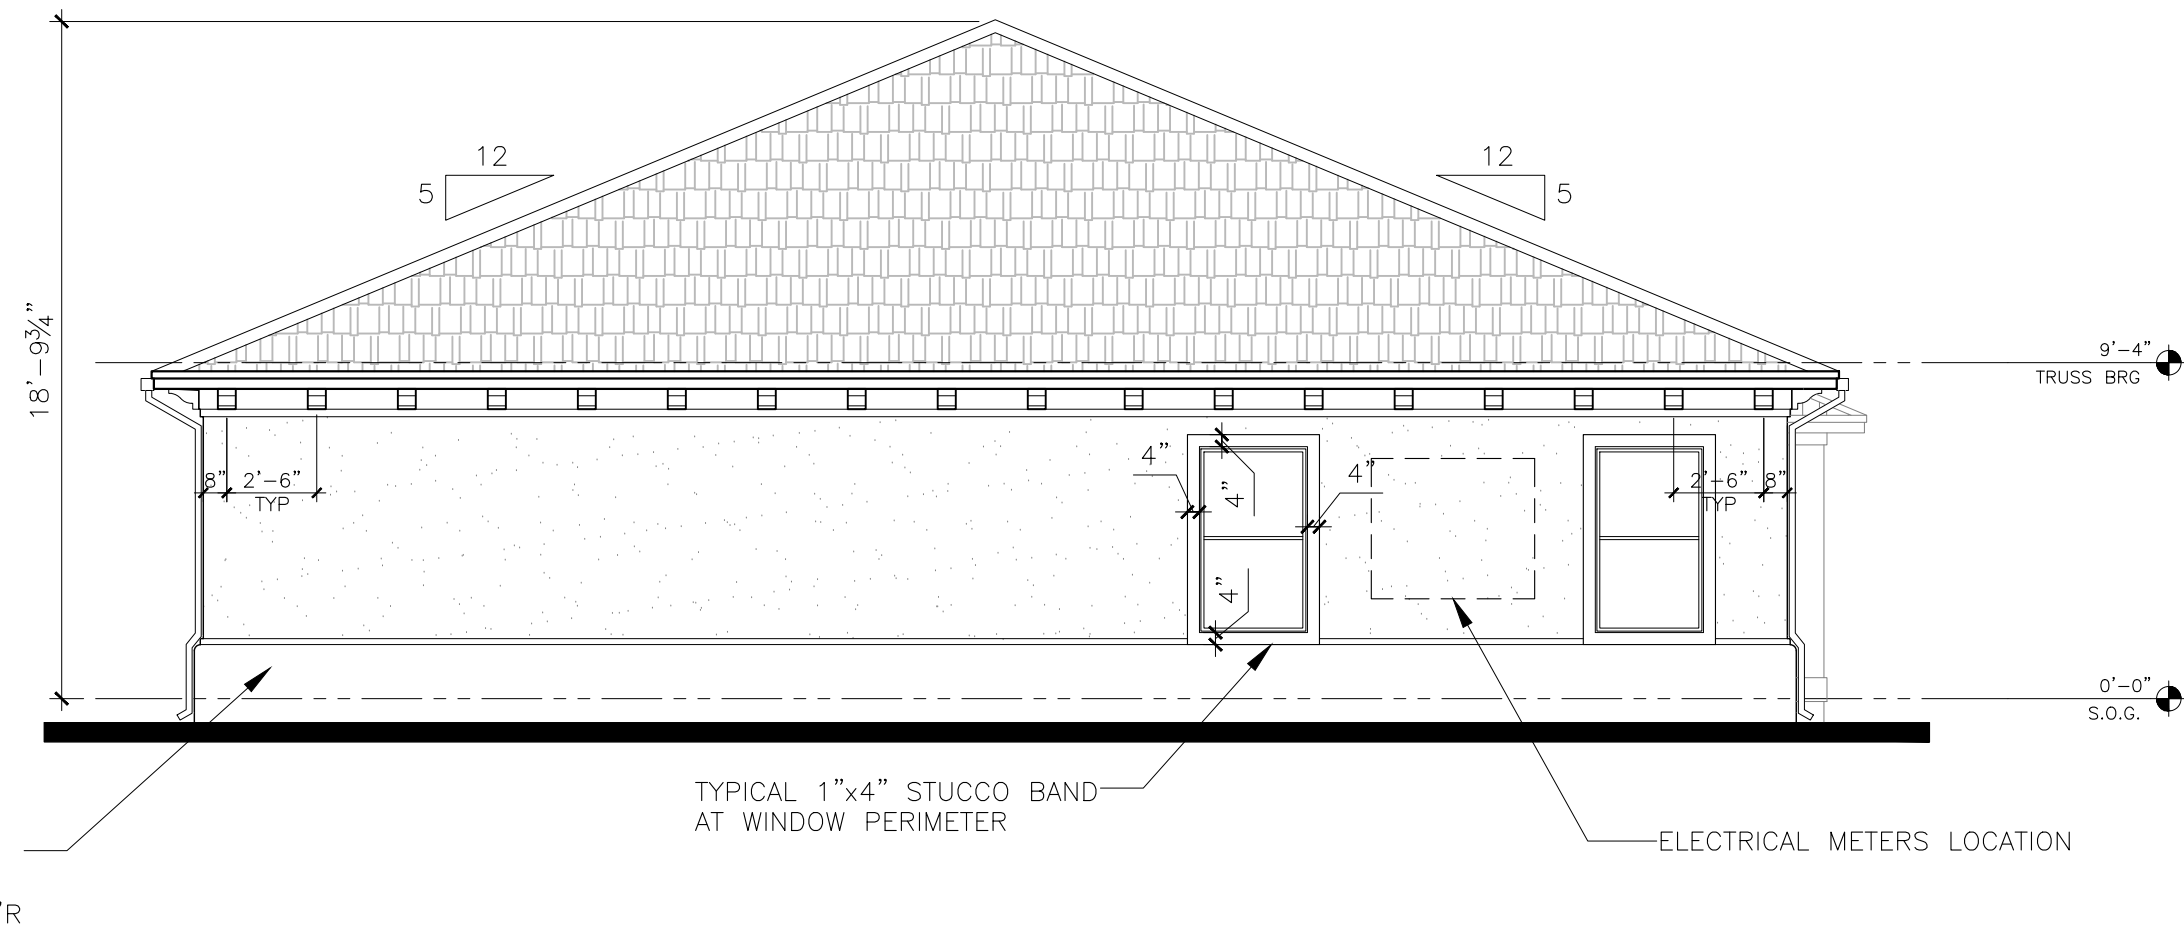 12
12
5
5
18'-9¾"
9'-4"
TRUSS BRG
4"
4"
8"
2'-6"
TYP
4"
2'-6"
8"
TYP
4"
0'-0"
S.O.G.
TYPICAL 1"x4" STUCCO BAND
AT WINDOW PERIMETER
ELECTRICAL METERS LOCATION
'R